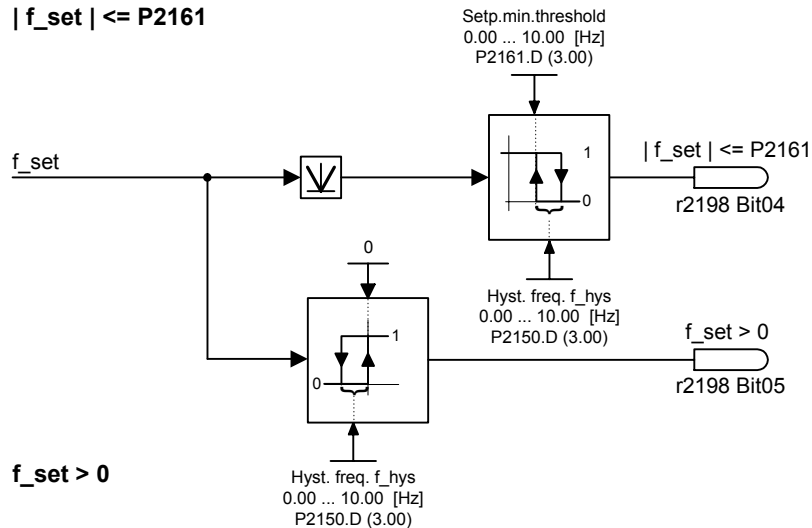 | f_set | <= P2161
Setp.min.threshold
0.00 ... 10.00 [Hz]
P2161.D (3.00)
f_set
1
0
| f_set | <= P2161
r2198 Bit04
0
Hyst. freq. f_hys
0.00 ... 10.00 [Hz]
P2150.D (3.00)
1
0
f_set > 0
r2198 Bit05
f_set > 0
Hyst. freq. f_hys
0.00 ... 10.00 [Hz]
P2150.D (3.00)